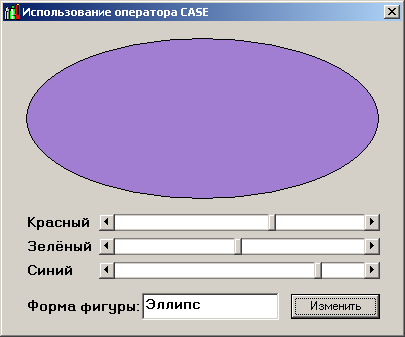 Использование оператора CASE
Красный
Зелёный
Синий
Форма фигуры: Эллипс Изменить